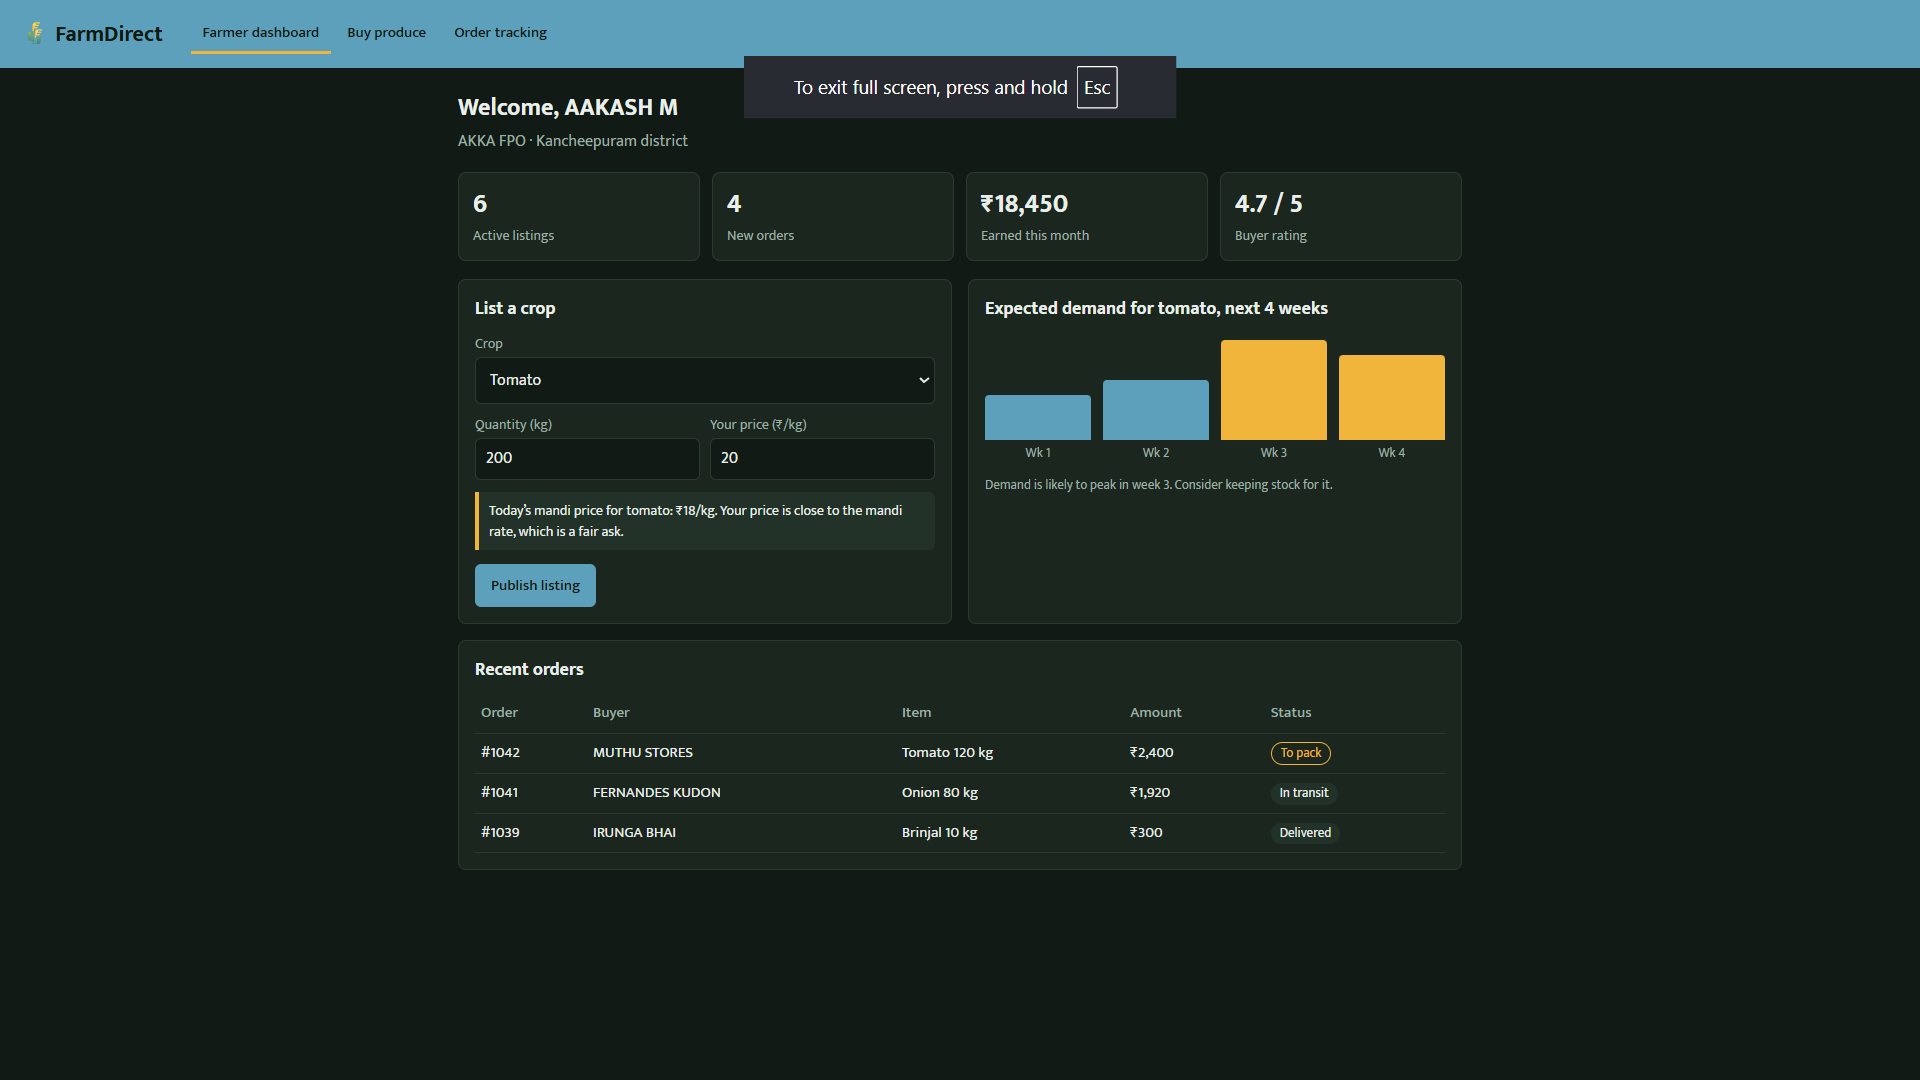 FarmDirect
Farmer dashboard
Buy produce
Order tracking
To exit full screen, press and hold Esc
Welcome, AAKASH M
AKKA FPO · Kancheepuram district
6
Active listings
4
New orders
₹18,450
Earned this month
4.7 / 5
Buyer rating
List a crop
Crop
Tomato
Quantity (kg)
Your price (₹/kg)
200
20
Today’s mandi price for tomato: ₹18/kg. Your price is close to the mandi
rate, which is a fair ask.
Publish listing
Expected demand for tomato, next 4 weeks
Wk 1
Wk 2
Wk 3
Wk 4
Demand is likely to peak in week 3. Consider keeping stock for it.
Recent orders
Order Buyer Item Amount Status
#1042 MUTHU STORES Tomato 120 kg ₹2,400 To pack
#1041 FERNANDES KUDON Onion 80 kg ₹1,920 In transit
#1039 IRUNGA BHAI Brinjal 10 kg ₹300 Delivered